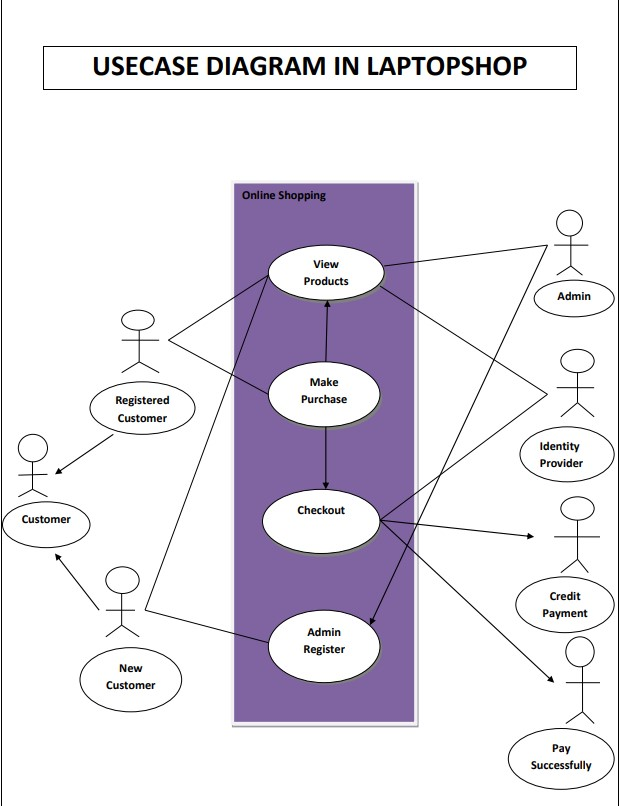 USECASE DIAGRAM IN LAPTOPSHOP
Online Shopping
View
Products
Admin
Make
Purchase
Registered
Customer
Identity
Provider
Customer
Checkout
Credit
Payment
Admin
Register
New
Customer
Pay
Successfully